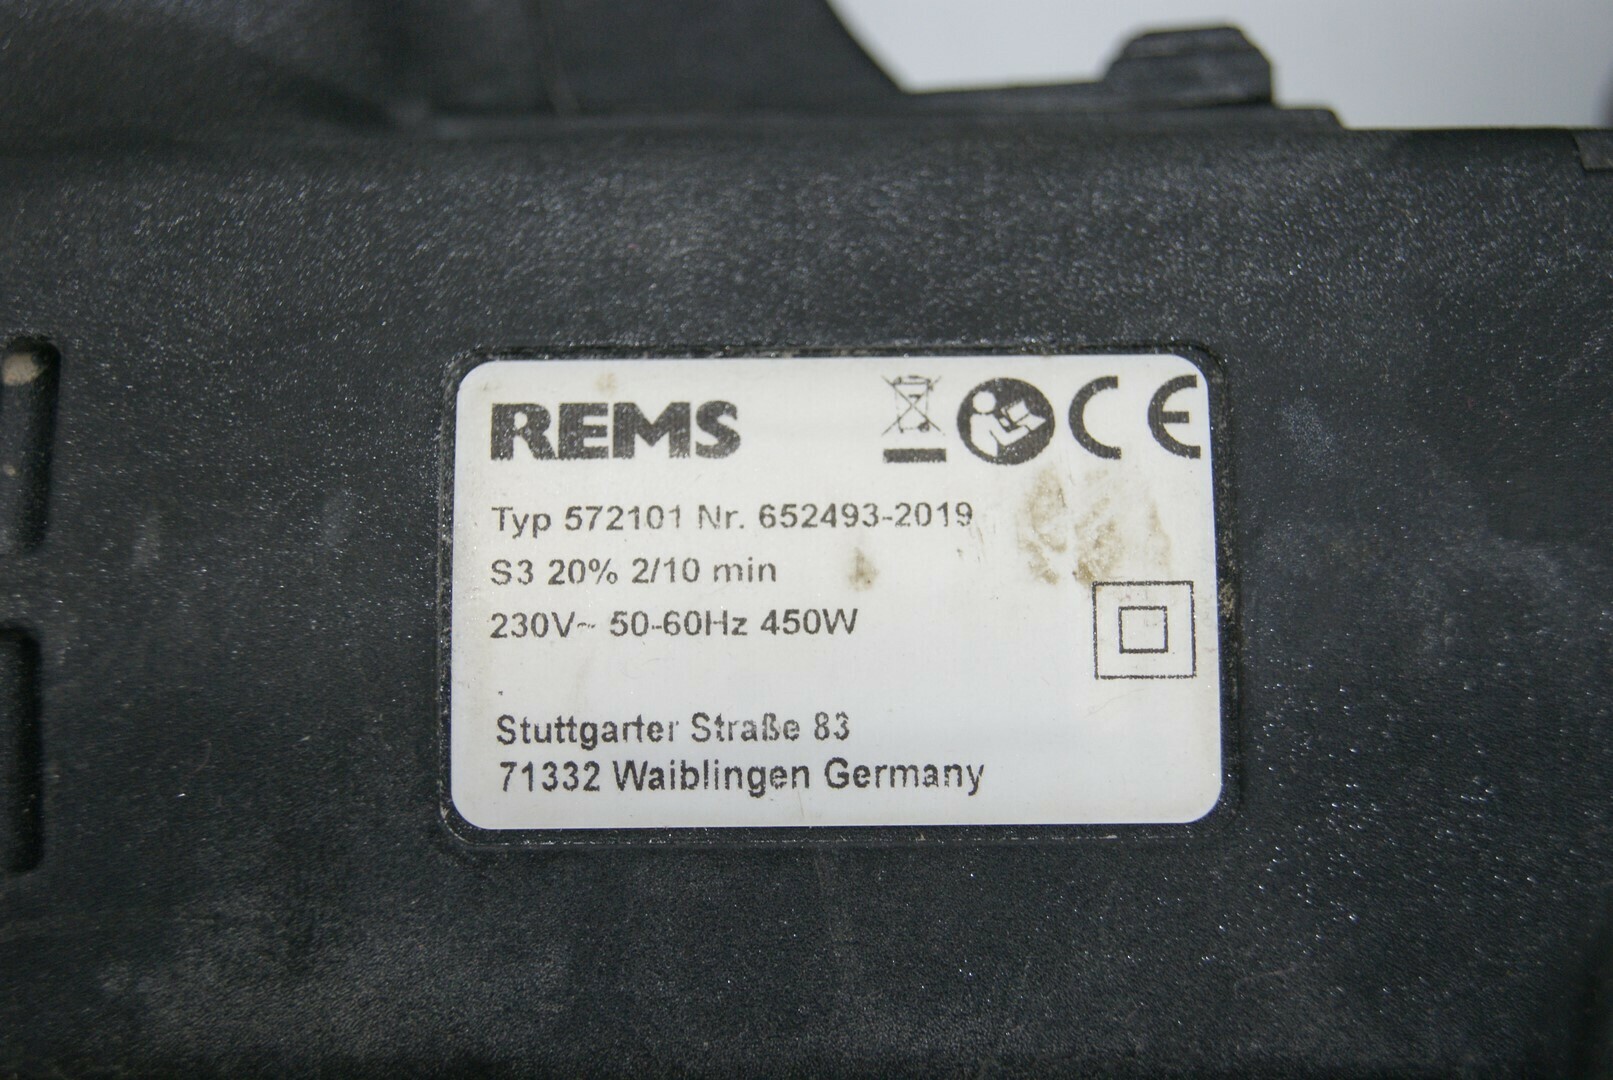 REMS
CE
Typ 572101 Nr. 652493-2019
S3 20% 2/10 min
230V~ 50-60Hz 450W
Stuttgarter Straße 83
71332 Waiblingen Germany